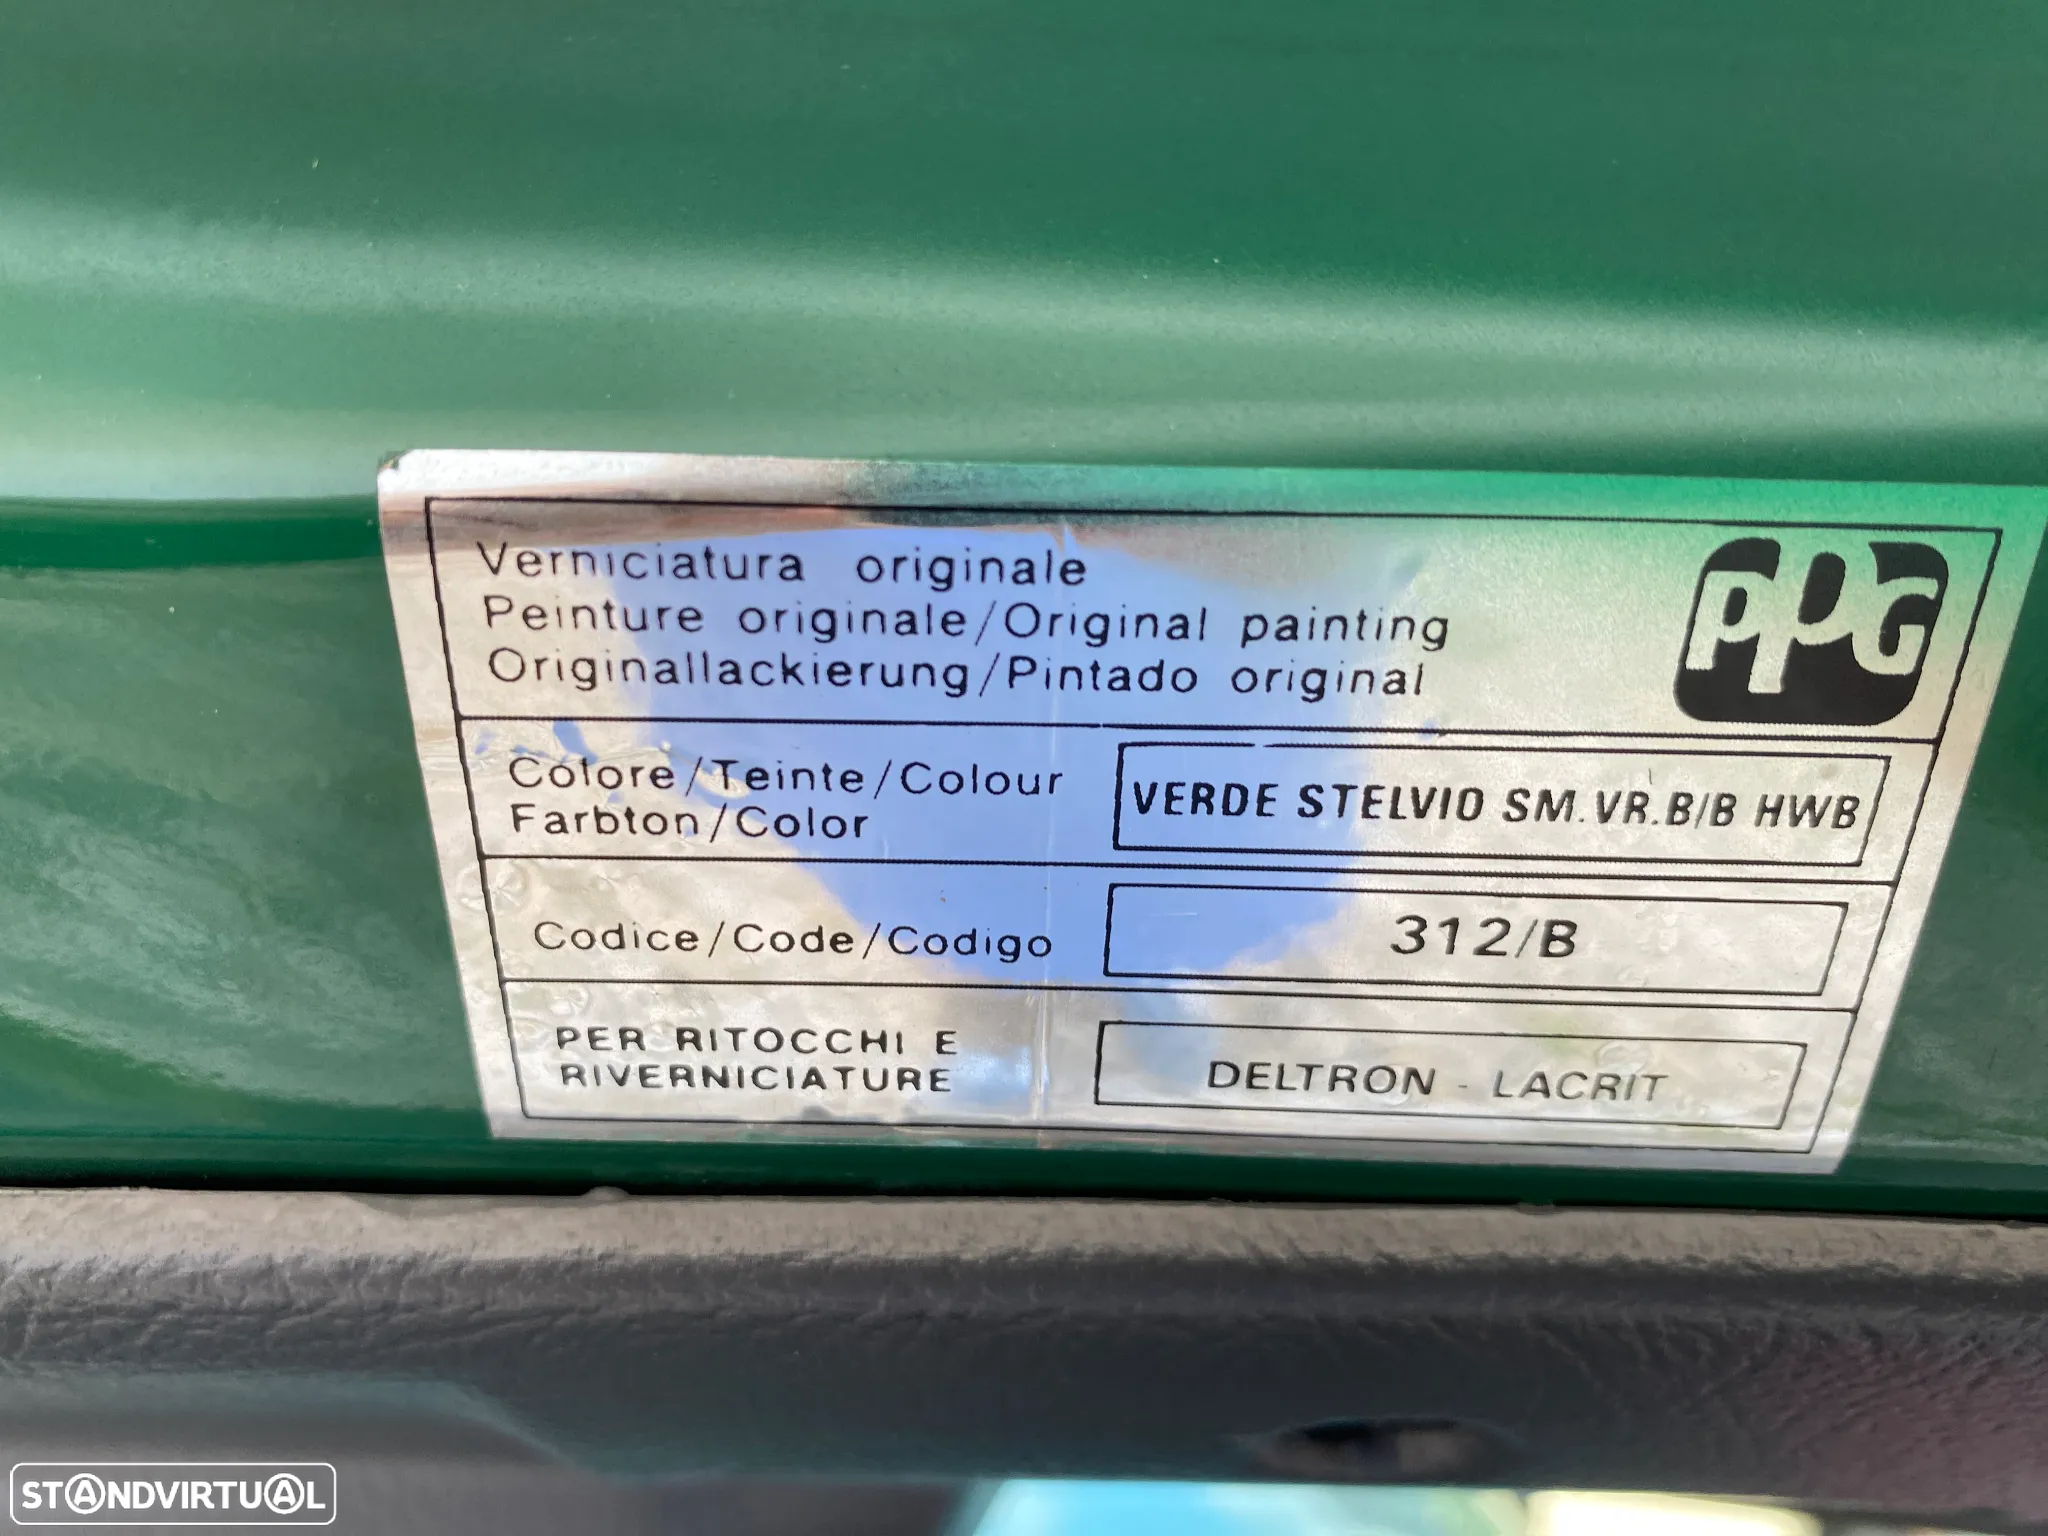 Verniciatura originale
Peinture originale/Original painting
Originallackierung/Pintado original
PPG
Colore/Teinte/Colour
Farbton/Color
VERDE STELVIO SM.VR.B/B HWB
Codice/Code/Codigo
312/B
PER RITOCCHI E
RIVERNICIATURE
DELTRON - LACRIT
STANDVIRTUAL